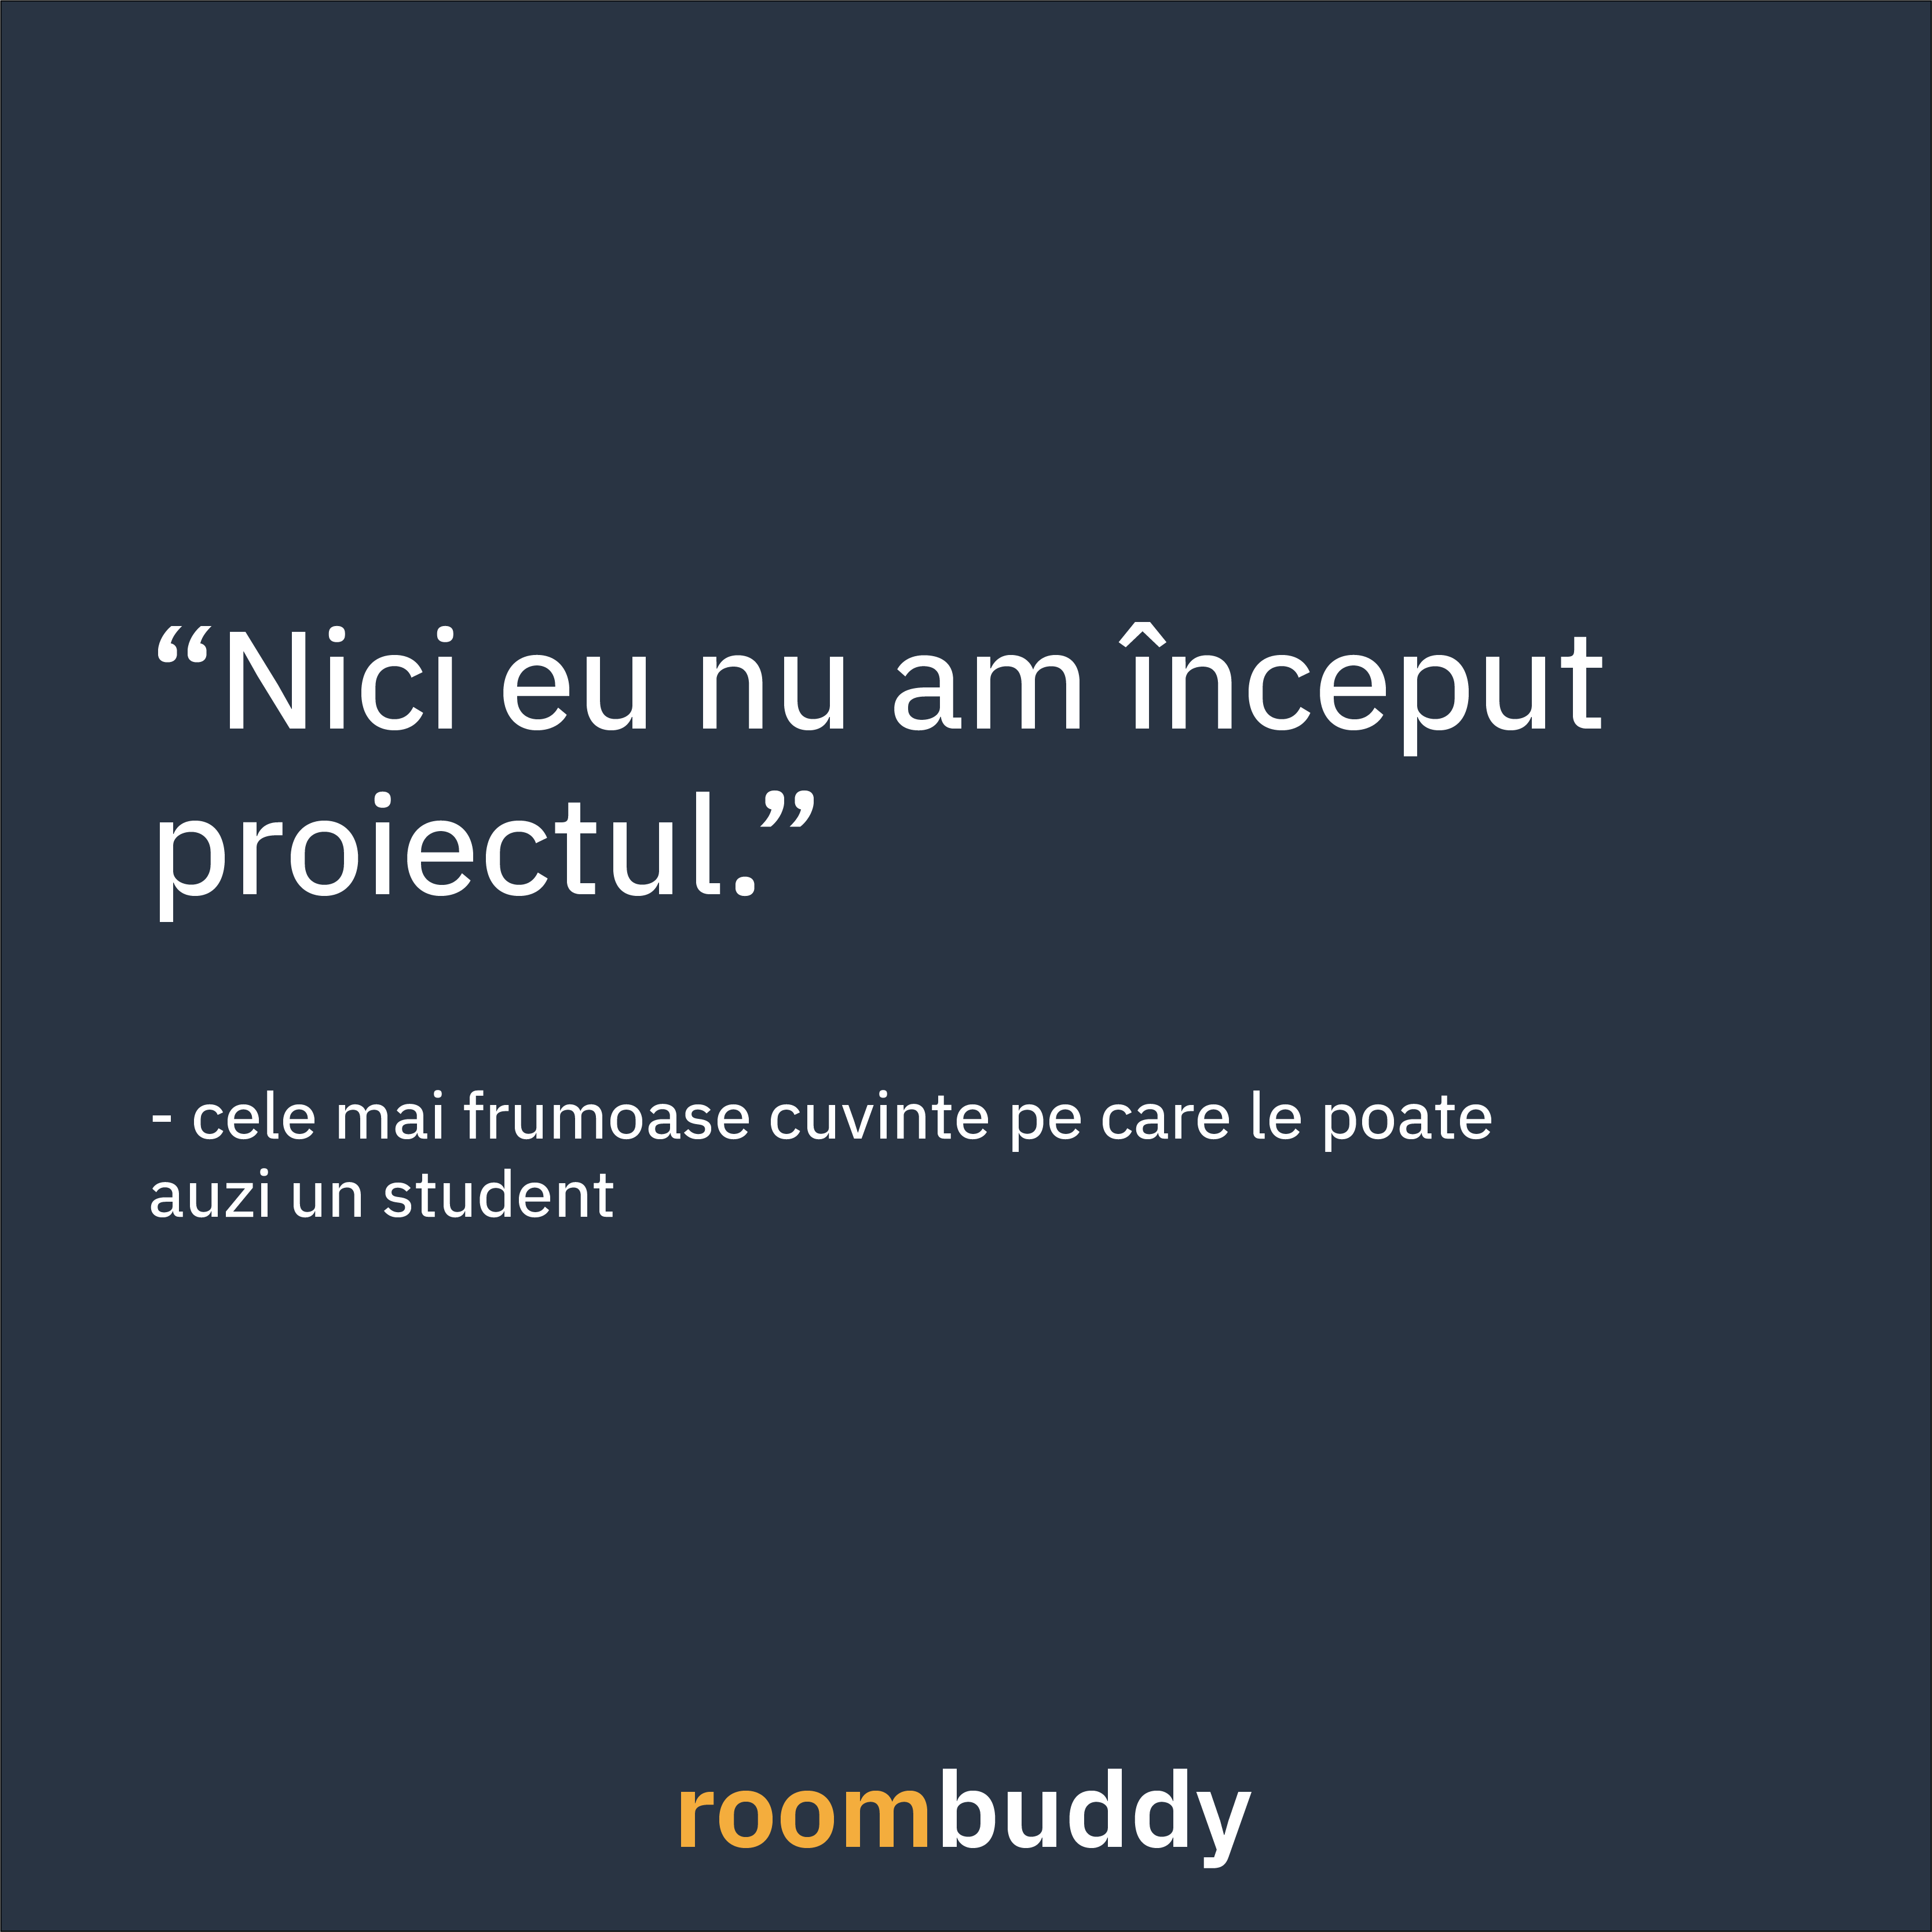 “Nici eu nu am început
proiectul.”
- cele mai frumoase cuvinte pe care le poate
auzi un student
roombuddy